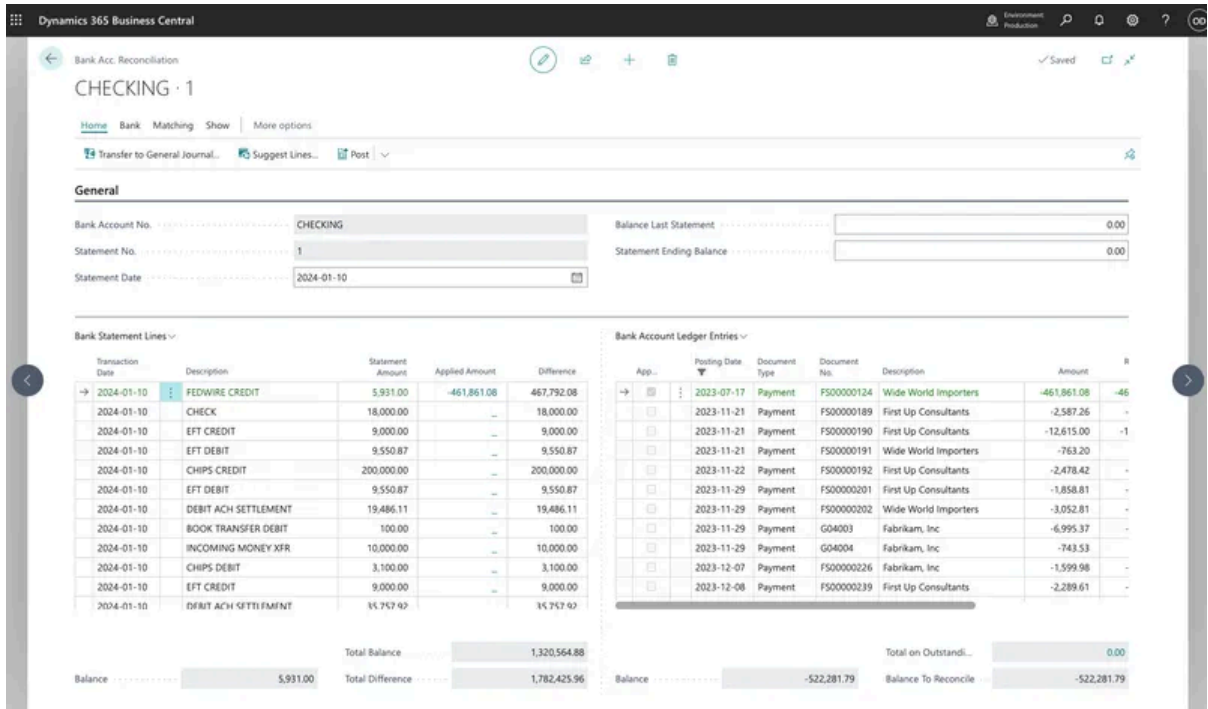 Dynamics 365 Business Central
Environment
Production
?
OD
Bank Acc. Reconciliation
Saved
CHECKING · 1
Home Bank Matching Show More options
Transfer to General Journal... Suggest Lines... Post
General
Bank Account No. CHECKING Balance Last Statement 0.00
Statement No. 1 Statement Ending Balance 0.00
Statement Date 2024-01-10
Bank Statement Lines
Transaction Date Description Statement Amount Applied Amount Difference
2024-01-10 FEDWIRE CREDIT 5,931.00 -461,861.08 467,792.08
2024-01-10 CHECK 18,000.00 _ 18,000.00
2024-01-10 EFT CREDIT 9,000.00 _ 9,000.00
2024-01-10 EFT DEBIT 9,550.87 _ 9,550.87
2024-01-10 CHIPS CREDIT 200,000.00 _ 200,000.00
2024-01-10 EFT DEBIT 9,550.87 _ 9,550.87
2024-01-10 DEBIT ACH SETTLEMENT 19,486.11 _ 19,486.11
2024-01-10 BOOK TRANSFER DEBIT 100.00 _ 100.00
2024-01-10 INCOMING MONEY XFR 10,000.00 _ 10,000.00
2024-01-10 CHIPS DEBIT 3,100.00 _ 3,100.00
2024-01-10 EFT CREDIT 9,000.00 _ 9,000.00
2024-01-10 DEBIT ACH SETTLEMENT 35,757.92 35,757.92
Total Balance 1,320,564.88
Balance 5,931.00 Total Difference 1,782,425.96
Bank Account Ledger Entries
App... Posting Date Document Type Document No. Description Amount R
2023-07-17 Payment FS00000124 Wide World Importers -461,861.08 -46
2023-11-21 Payment FS00000189 First Up Consultants -2,587.26 -
2023-11-21 Payment FS00000190 First Up Consultants -12,615.00 -1
2023-11-21 Payment FS00000191 Wide World Importers -763.20
2023-11-22 Payment FS00000192 First Up Consultants -2,478.42 -
2023-11-29 Payment FS00000201 First Up Consultants -1,858.81 -
2023-11-29 Payment FS00000202 Wide World Importers -3,052.81 -
2023-11-29 Payment G04003 Fabrikam, Inc -6,995.37 -
2023-11-29 Payment G04004 Fabrikam, Inc -743.53
2023-12-07 Payment FS00000226 Fabrikam, Inc -1,599.98 -
2023-12-08 Payment FS00000239 First Up Consultants -2,289.61 -
Total on Outstandi... 0.00
Balance -522,281.79 Balance To Reconcile -522,281.79